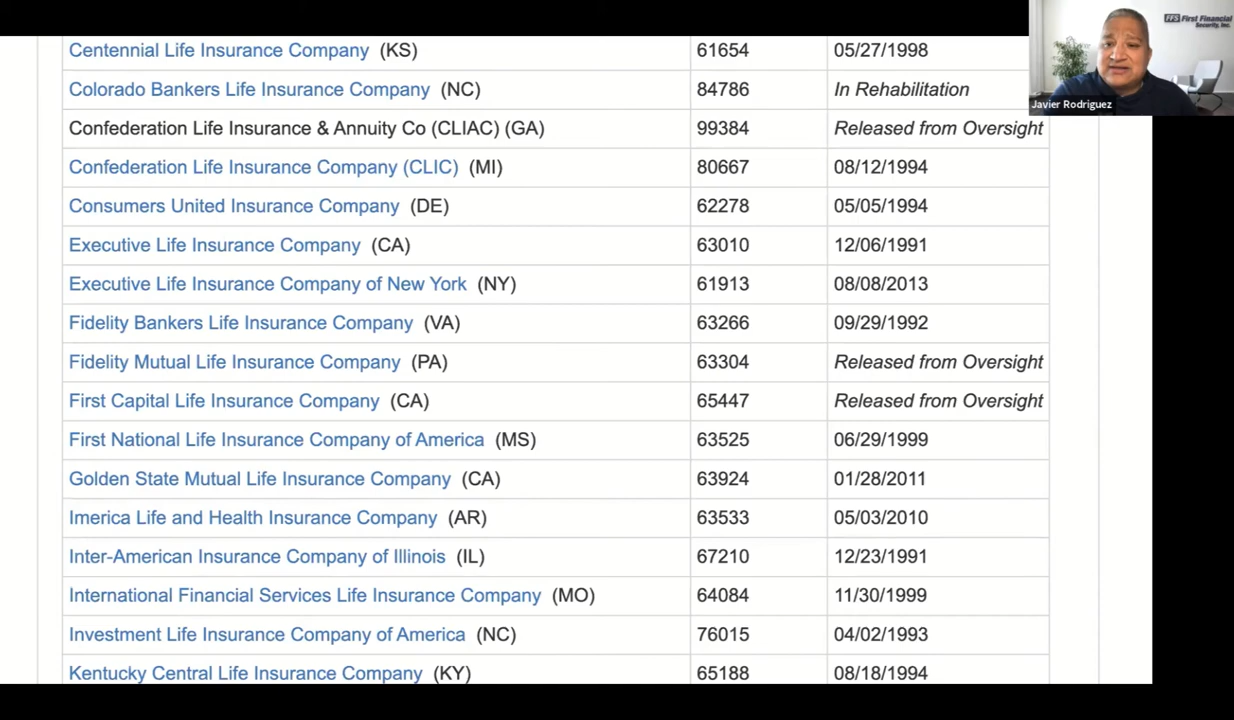 FFS First Financial
Security, Inc.
Javier Rodriguez
Centennial Life Insurance Company (KS) 61654 05/27/1998
Colorado Bankers Life Insurance Company (NC) 84786 In Rehabilitation
Confederation Life Insurance & Annuity Co (CLIAC) (GA) 99384 Released from Oversight
Confederation Life Insurance Company (CLIC) (MI) 80667 08/12/1994
Consumers United Insurance Company (DE) 62278 05/05/1994
Executive Life Insurance Company (CA) 63010 12/06/1991
Executive Life Insurance Company of New York (NY) 61913 08/08/2013
Fidelity Bankers Life Insurance Company (VA) 63266 09/29/1992
Fidelity Mutual Life Insurance Company (PA) 63304 Released from Oversight
First Capital Life Insurance Company (CA) 65447 Released from Oversight
First National Life Insurance Company of America (MS) 63525 06/29/1999
Golden State Mutual Life Insurance Company (CA) 63924 01/28/2011
Imerica Life and Health Insurance Company (AR) 63533 05/03/2010
Inter-American Insurance Company of Illinois (IL) 67210 12/23/1991
International Financial Services Life Insurance Company (MO) 64084 11/30/1999
Investment Life Insurance Company of America (NC) 76015 04/02/1993
Kentucky Central Life Insurance Company (KY) 65188 08/18/1994